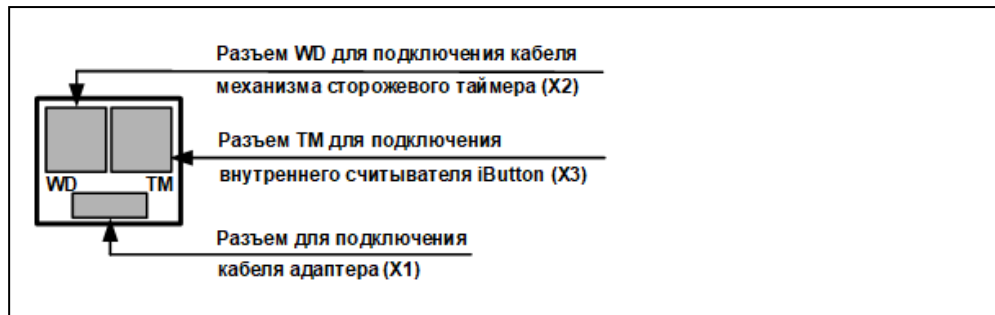 Разъем WD для подключения кабеля
механизма сторожевого таймера (X2)
Разъем TM для подключения
внутреннего считывателя iButton (X3)
WD TM
Разъем для подключения
кабеля адаптера (X1)